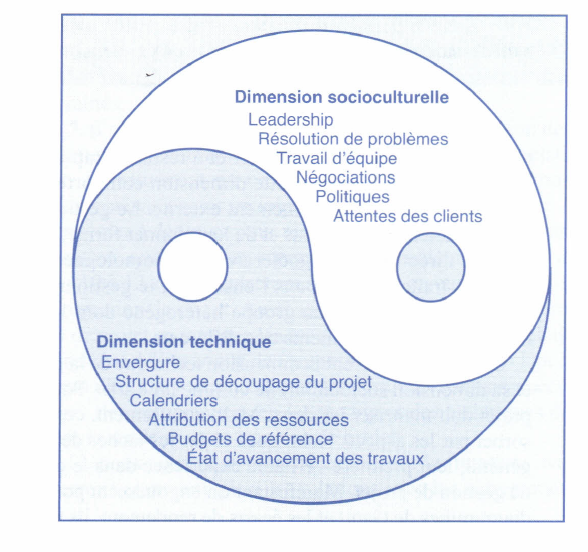 Dimension socioculturelle
Leadership
Résolution de problèmes
Travail d'équipe
Négociations
Politiques
Attentes des clients
Dimension technique
Envergure
Structure de découpage du projet
Calendriers
Attribution des ressources
Budgets de référence
État d'avancement des travaux